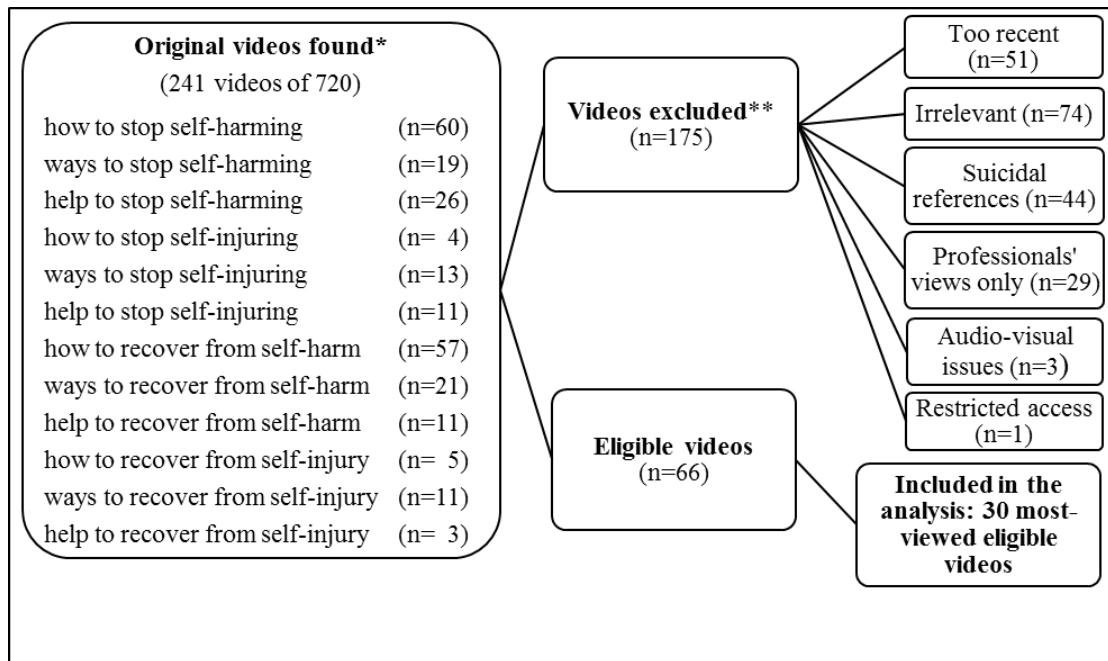 Original videos found*
(241 videos of 720)
how to stop self-harming (n=60)
ways to stop self-harming (n=19)
help to stop self-harming (n=26)
how to stop self-injuring (n= 4)
ways to stop self-injuring (n=13)
help to stop self-injuring (n=11)
how to recover from self-harm (n=57)
ways to recover from self-harm (n=21)
help to recover from self-harm (n=11)
how to recover from self-injury (n= 5)
ways to recover from self-injury (n=11)
help to recover from self-injury (n= 3)
Videos excluded**
(n=175)
Eligible videos
(n=66)
Too recent
(n=51)
Irrelevant (n=74)
Suicidal
references (n=44)
Professionals'
views only (n=29)
Audio-visual
issues (n=3)
Restricted access
(n=1)
Included in the
analysis: 30 most-
viewed eligible
videos